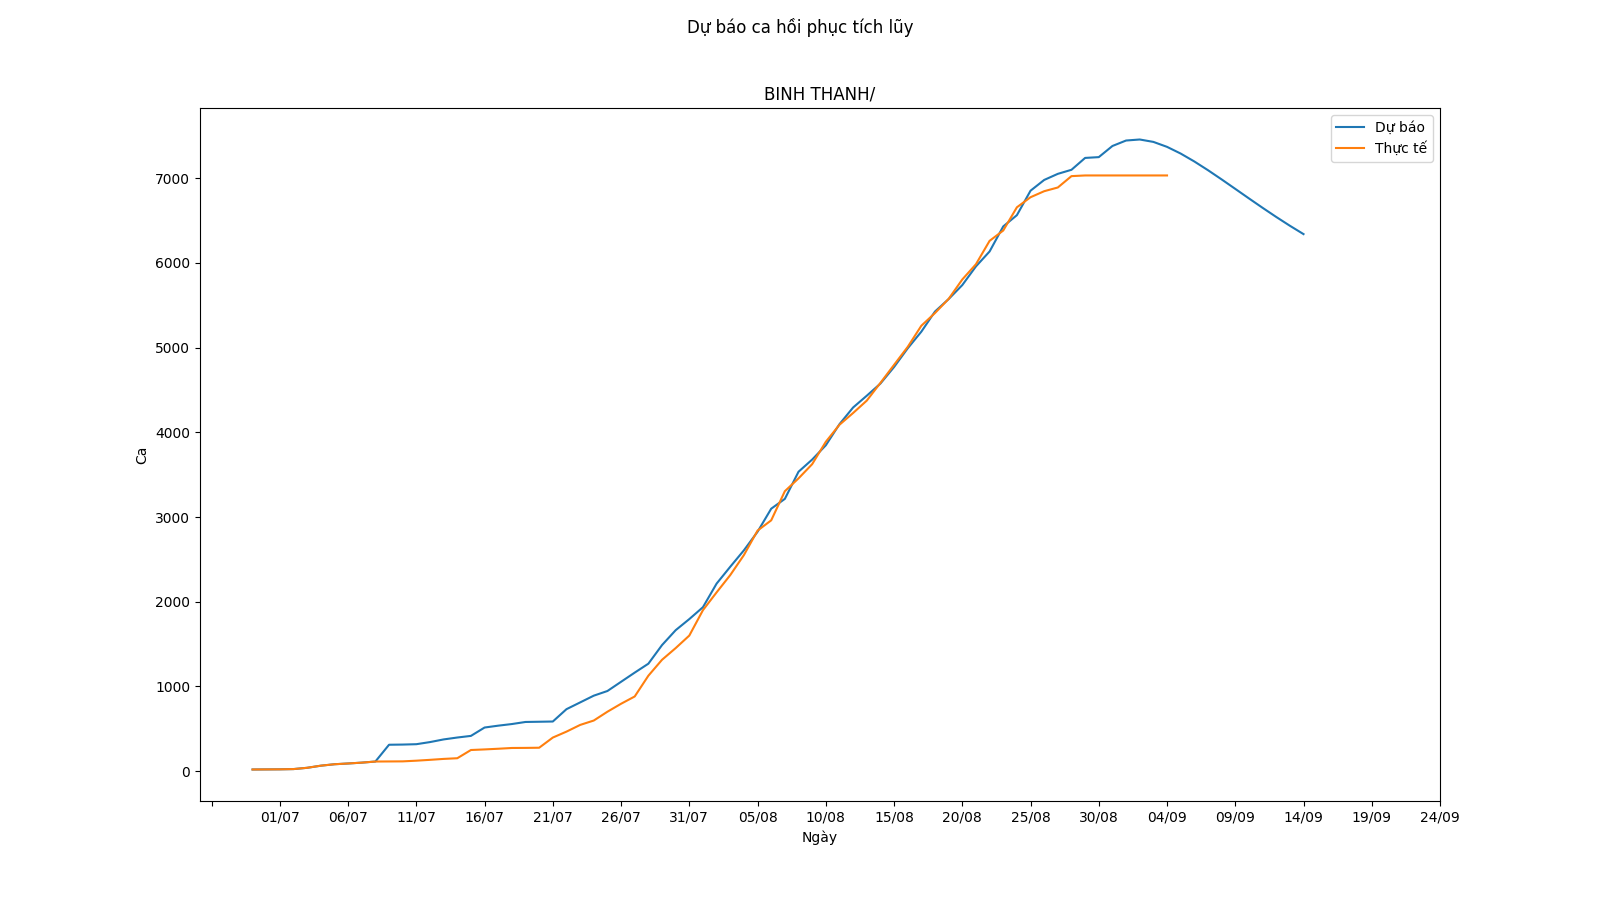 Dự báo ca hồi phục tích lũy
BINH THANH/
Dự báo
Thực tế
7000
6000
5000
4000
3000
2000
1000
0
Ca
01/07 06/07 11/07 16/07 21/07 26/07 31/07 05/08 10/08 15/08 20/08 25/08 30/08 04/09 09/09 14/09 19/09 24/09
Ngày